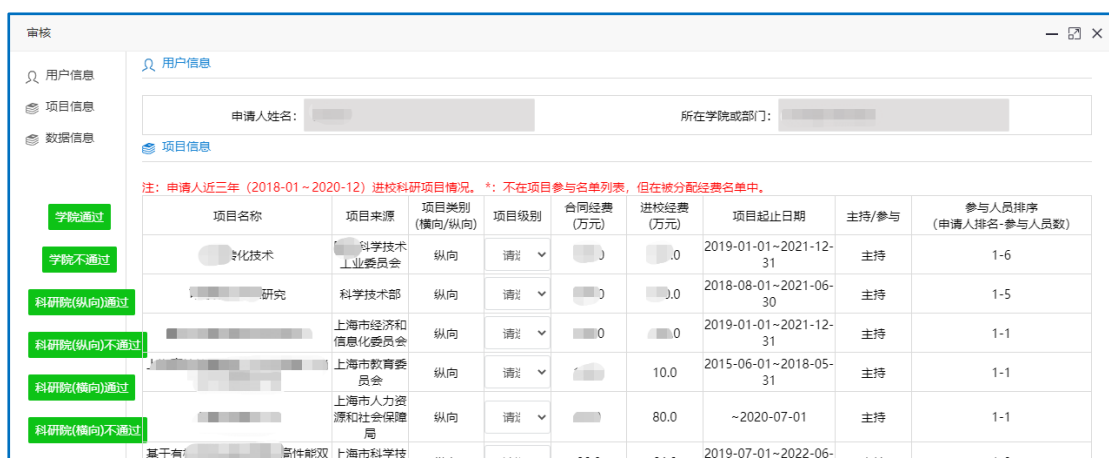 审核
用户信息
项目信息
数据信息
学院通过
学院不通过
科研院(纵向)通过
科研院(纵向)不通过
科研院(横向)通过
科研院(横向)不通过
用户信息
申请人姓名： 所在学院或部门：
项目信息
注：申请人近三年（2018-01～2020-12）进校科研项目情况。*：不在项目参与名单列表，但在被分配经费名单中。
项目名称 项目来源 项目类别(横向/纵向) 项目级别 合同经费(万元) 进校经费(万元) 项目起止日期 主持/参与 参与人员排序(申请人排名-参与人员数)
化技术 科学技术工业委员会 纵向 请 2019-01-01~2021-12-31 主持 1-6
研究 科学技术部 纵向 请 2018-08-01~2021-06-30 主持 1-5
上海市经济和信息化委员会 纵向 请 2019-01-01~2021-12-31 主持 1-1
上海市教育委员会 纵向 请 10.0 2015-06-01~2018-05-31 主持 1-1
上海市人力资源和社会保障局 纵向 请 80.0 ~2020-07-01 主持 1-1
基于有 高性能双 上海市科学技 2019-07-01~2022-06-